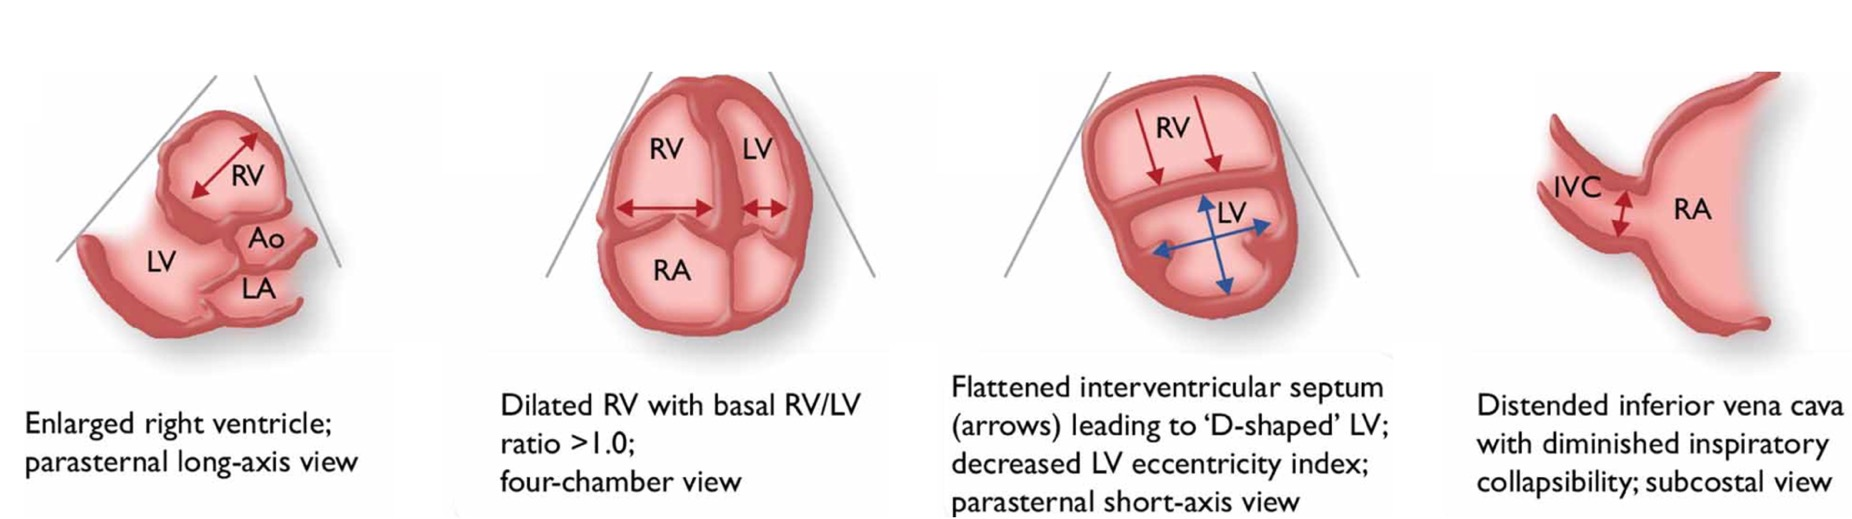 RV
LV
Ao
LA
Enlarged right ventricle;
parasternal long-axis view
RV
LV
RA
Dilated RV with basal RV/LV
ratio >1.0;
four-chamber view
RV
LV
Flattened interventricular septum
(arrows) leading to ‘D-shaped’ LV;
decreased LV eccentricity index;
parasternal short-axis view
IVC
RA
Distended inferior vena cava
with diminished inspiratory
collapsibility; subcostal view